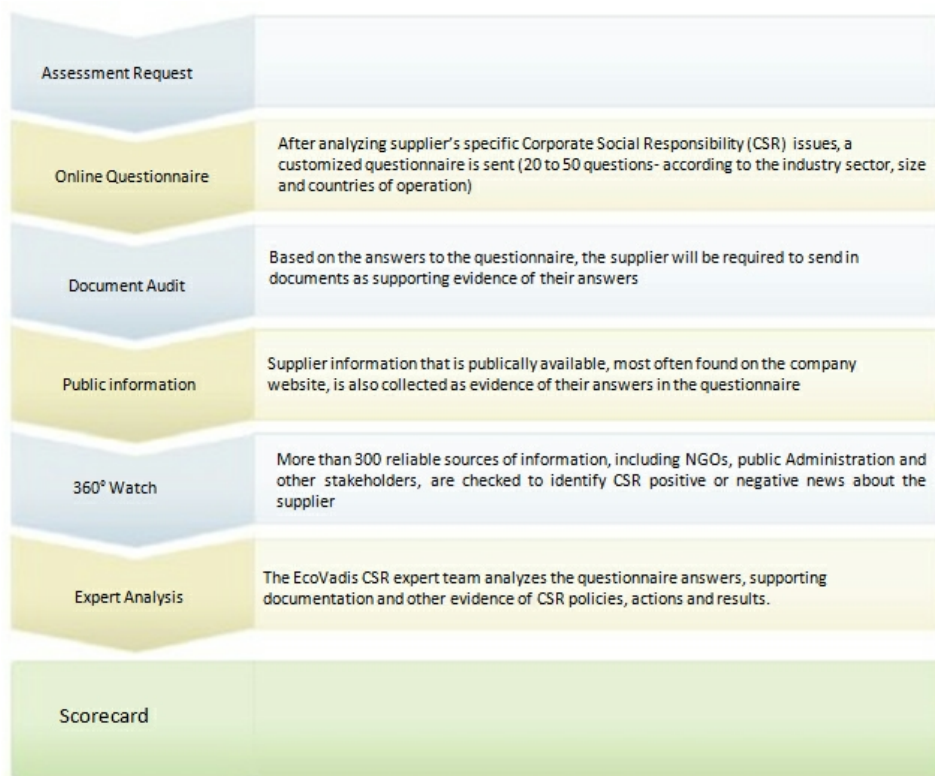 Assessment Request
Online Questionnaire
After analyzing supplier's specific Corporate Social Responsibility (CSR) issues, a
customized questionnaire is sent (20 to 50 questions- according to the industry sector, size
and countries of operation)
Document Audit
Based on the answers to the questionnaire, the supplier will be required to send in
documents as supporting evidence of their answers
Public information
Supplier information that is publically available, most often found on the company
website, is also collected as evidence of their answers in the questionnaire
360° Watch
More than 300 reliable sources of information, including NGOs, public Administration and
other stakeholders, are checked to identify CSR positive or negative news about the
supplier
Expert Analysis
The EcoVadis CSR expert team analyzes the questionnaire answers, supporting
documentation and other evidence of CSR policies, actions and results.
Scorecard